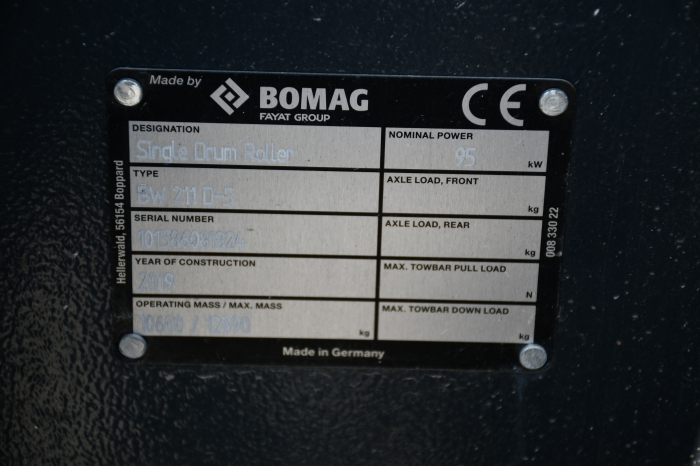 Made by BOMAG CE
FAYAT GROUP
DESIGNATION
Single Drum Roller
NOMINAL POWER
95 kW
TYPE
BW 211 D-5
AXLE LOAD, FRONT
kg
SERIAL NUMBER
AXLE LOAD, REAR
kg
YEAR OF CONSTRUCTION
2019
MAX. TOWBAR PULL LOAD
N
OPERATING MASS / MAX. MASS
kg
MAX. TOWBAR DOWN LOAD
kg
Made in Germany
Hellerwald, 56154 Boppard
008 330 22